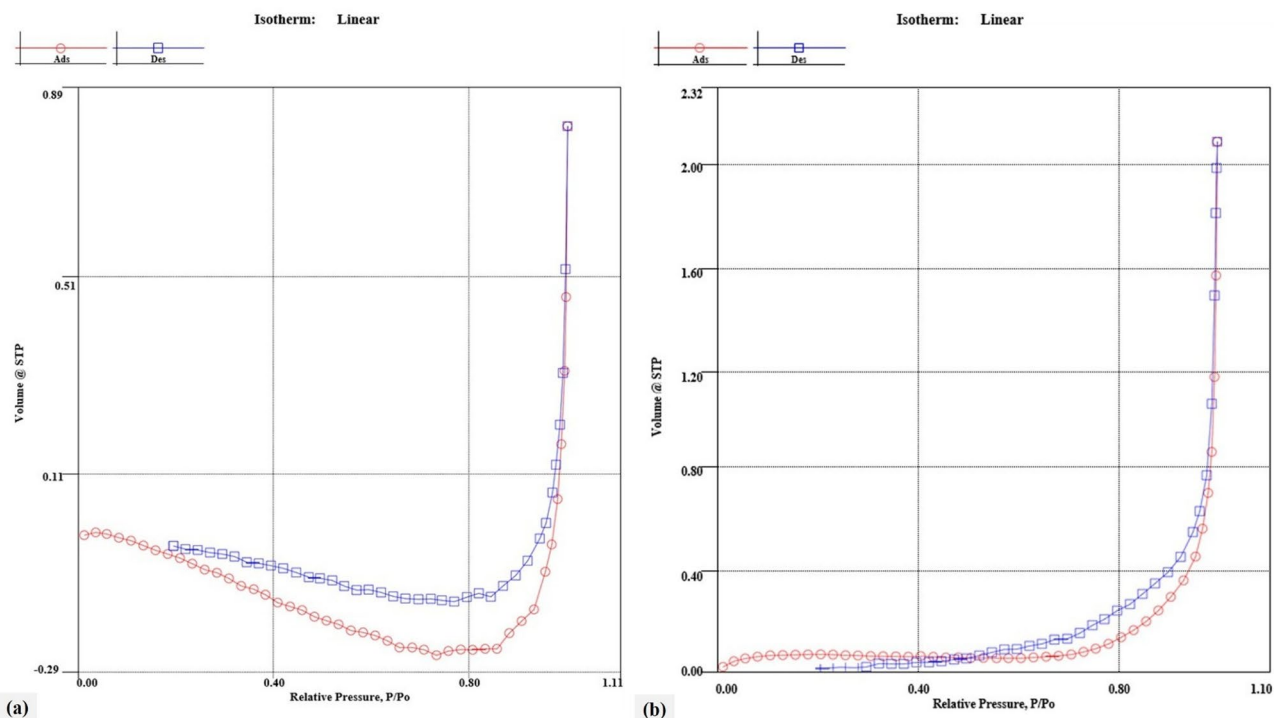 Isotherm: Linear
Ads Des
0.89
0.51
0.11
-0.29
Volume @ STP
0.00 0.40 0.80 1.11
Relative Pressure, P/Po
(a)
Isotherm: Linear
Ads Des
2.32
2.00
1.60
1.20
0.80
0.40
0.00
Volume @ STP
0.00 0.40 0.80 1.10
Relative Pressure, P/Po
(b)